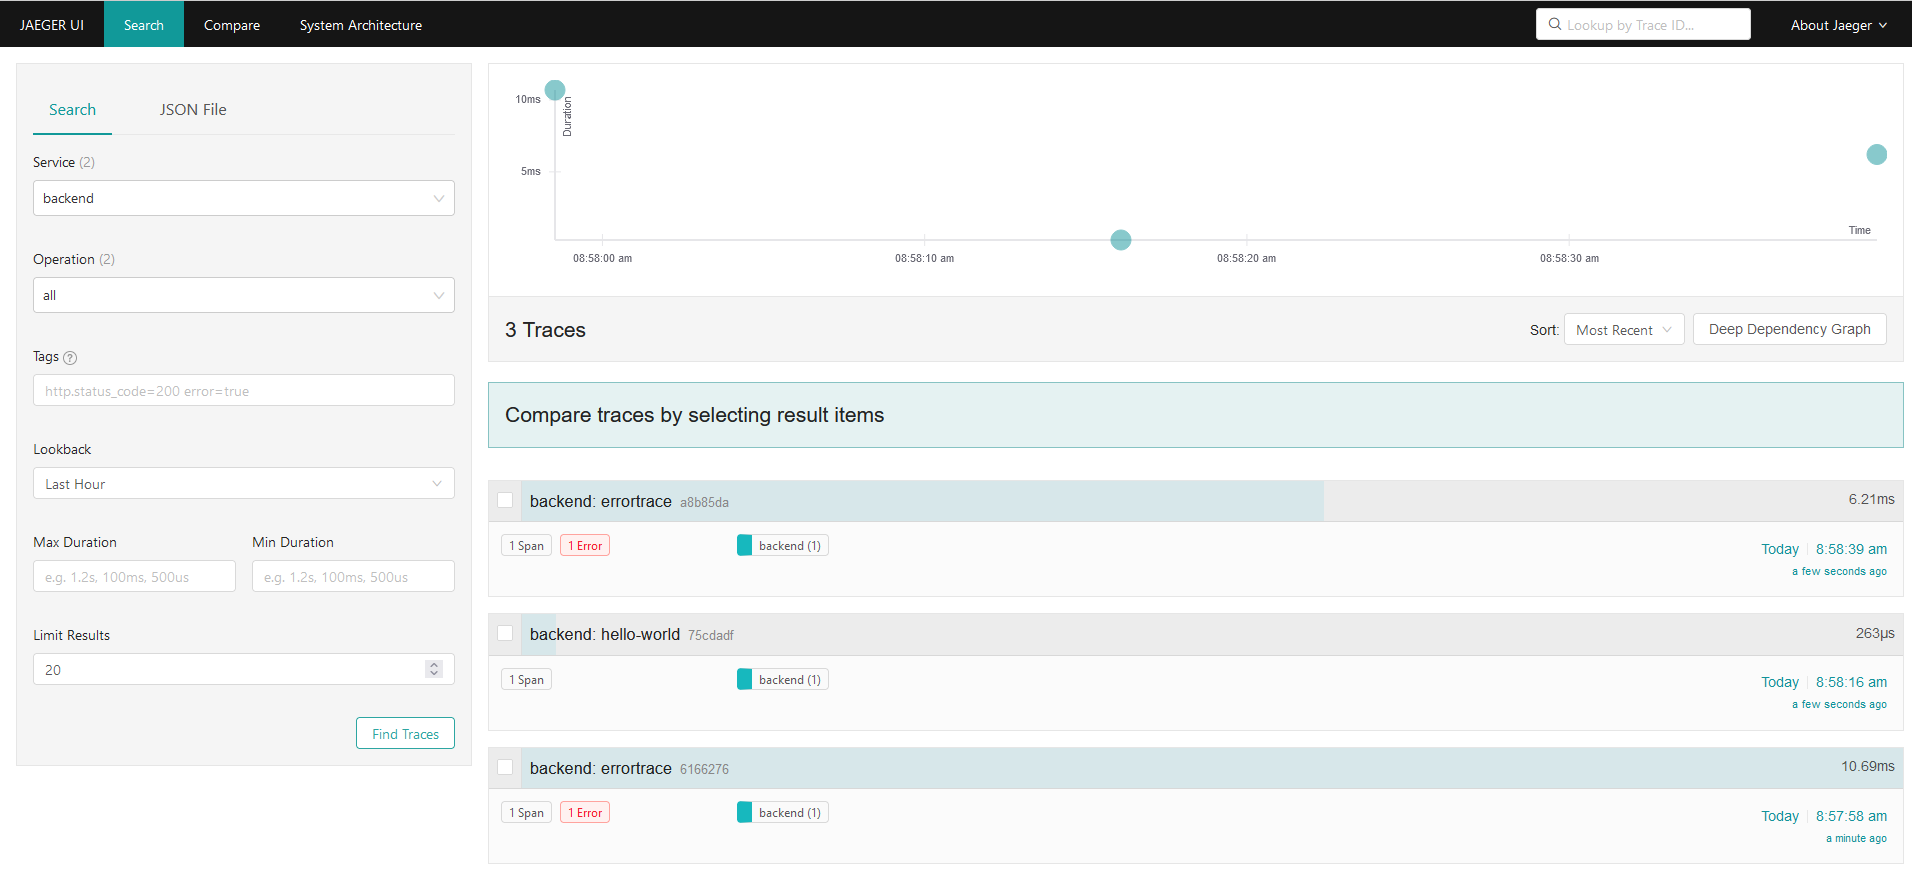 JAEGER UI Search Compare System Architecture Lookup by Trace ID... About Jaeger
Search JSON File
Service (2)
backend
Operation (2)
all
Tags ?
http.status_code=200 error=true
Lookback
Last Hour
Max Duration Min Duration
e.g. 1.2s, 100ms, 500us e.g. 1.2s, 100ms, 500us
Limit Results
20
Find Traces
10ms
Duration
5ms
Time
08:58:00 am 08:58:10 am 08:58:20 am 08:58:30 am
3 Traces Sort: Most Recent Deep Dependency Graph
Compare traces by selecting result items
backend: errortrace a8b85da 6.21ms
1 Span 1 Error backend (1) Today 8:58:39 am
a few seconds ago
backend: hello-world 75cdadf 263μs
1 Span backend (1) Today 8:58:16 am
a few seconds ago
backend: errortrace 6166276 10.69ms
1 Span 1 Error backend (1) Today 8:57:58 am
a minute ago